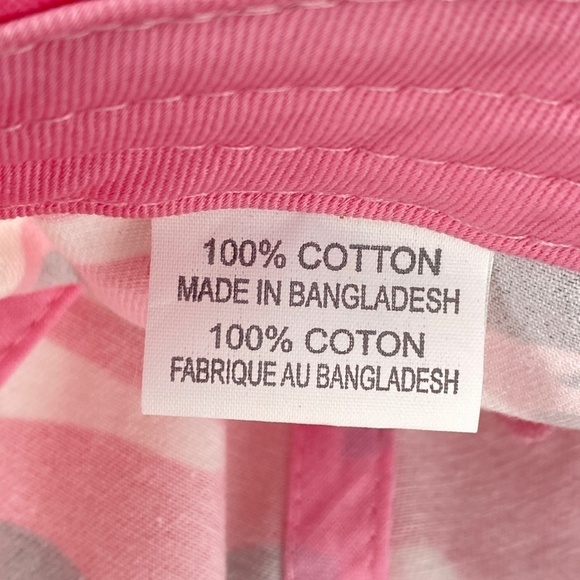 100% COTTON
MADE IN BANGLADESH
100% COTON
FABRIQUE AU BANGLADESH